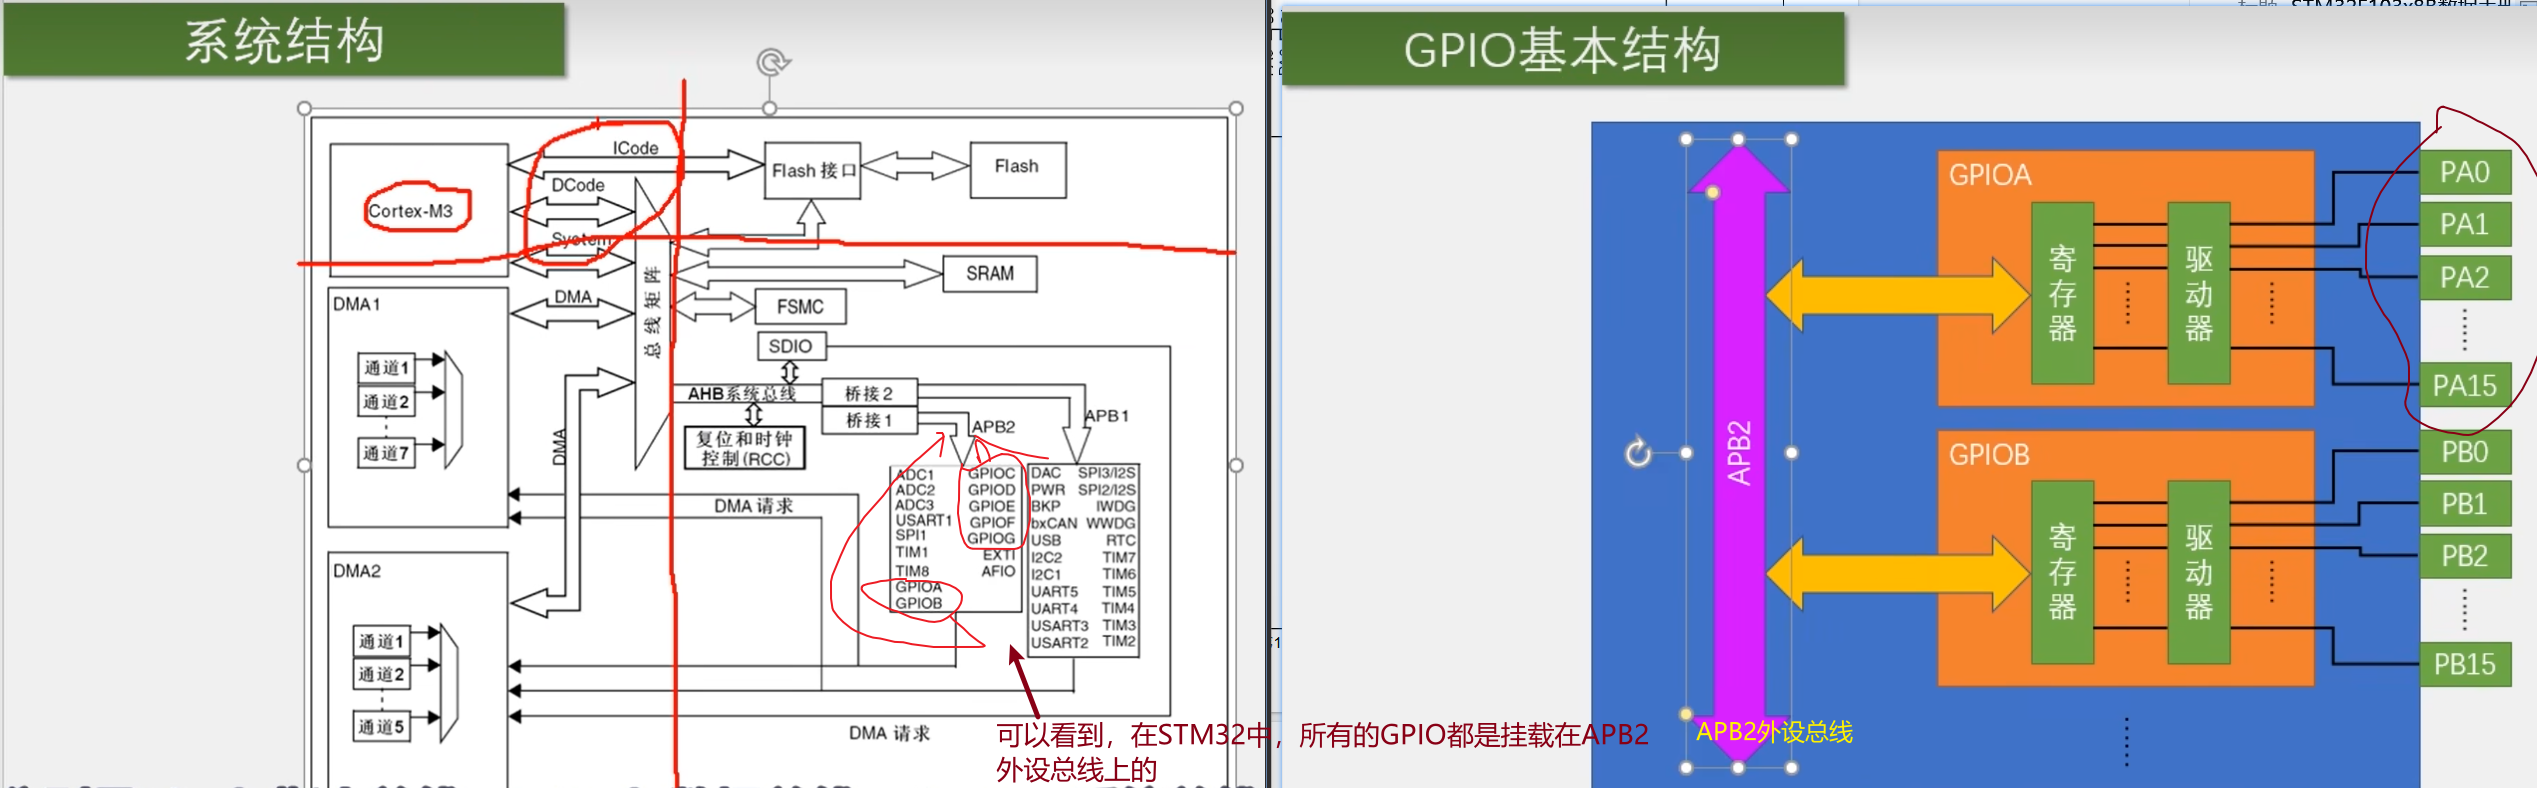 系统结构
ICode
DCode
System
Cortex-M3
Flash 接口
Flash
SRAM
FSMC
SDIO
总线矩阵
DMA
DMA1
通道1
通道2
通道7
DMA
AHB系统总线
桥接2
桥接1
APB2
APB1
复位和时钟
控制(RCC)
DMA 请求
ADC1
ADC2
ADC3
USART1
SPI1
TIM1
TIM8
GPIOA
GPIOB
GPIOC
GPIOD
GPIOE
GPIOF
GPIOG
EXTI
AFIO
DAC
PWR
BKP
bxCAN
USB
I2C2
I2C1
UART5
UART4
USART3
USART2
SPI3/I2S
SPI2/I2S
IWDG
WWDG
RTC
TIM7
TIM6
TIM5
TIM4
TIM3
TIM2
DMA2
通道1
通道2
通道5
DMA 请求
可以看到，在STM32中，所有的GPIO都是挂载在APB2
外设总线上的
GPIO基本结构
APB2
APB2外设总线
GPIOA
寄存器
驱动器
PA0
PA1
PA2
PA15
GPIOB
寄存器
驱动器
PB0
PB1
PB2
PB15